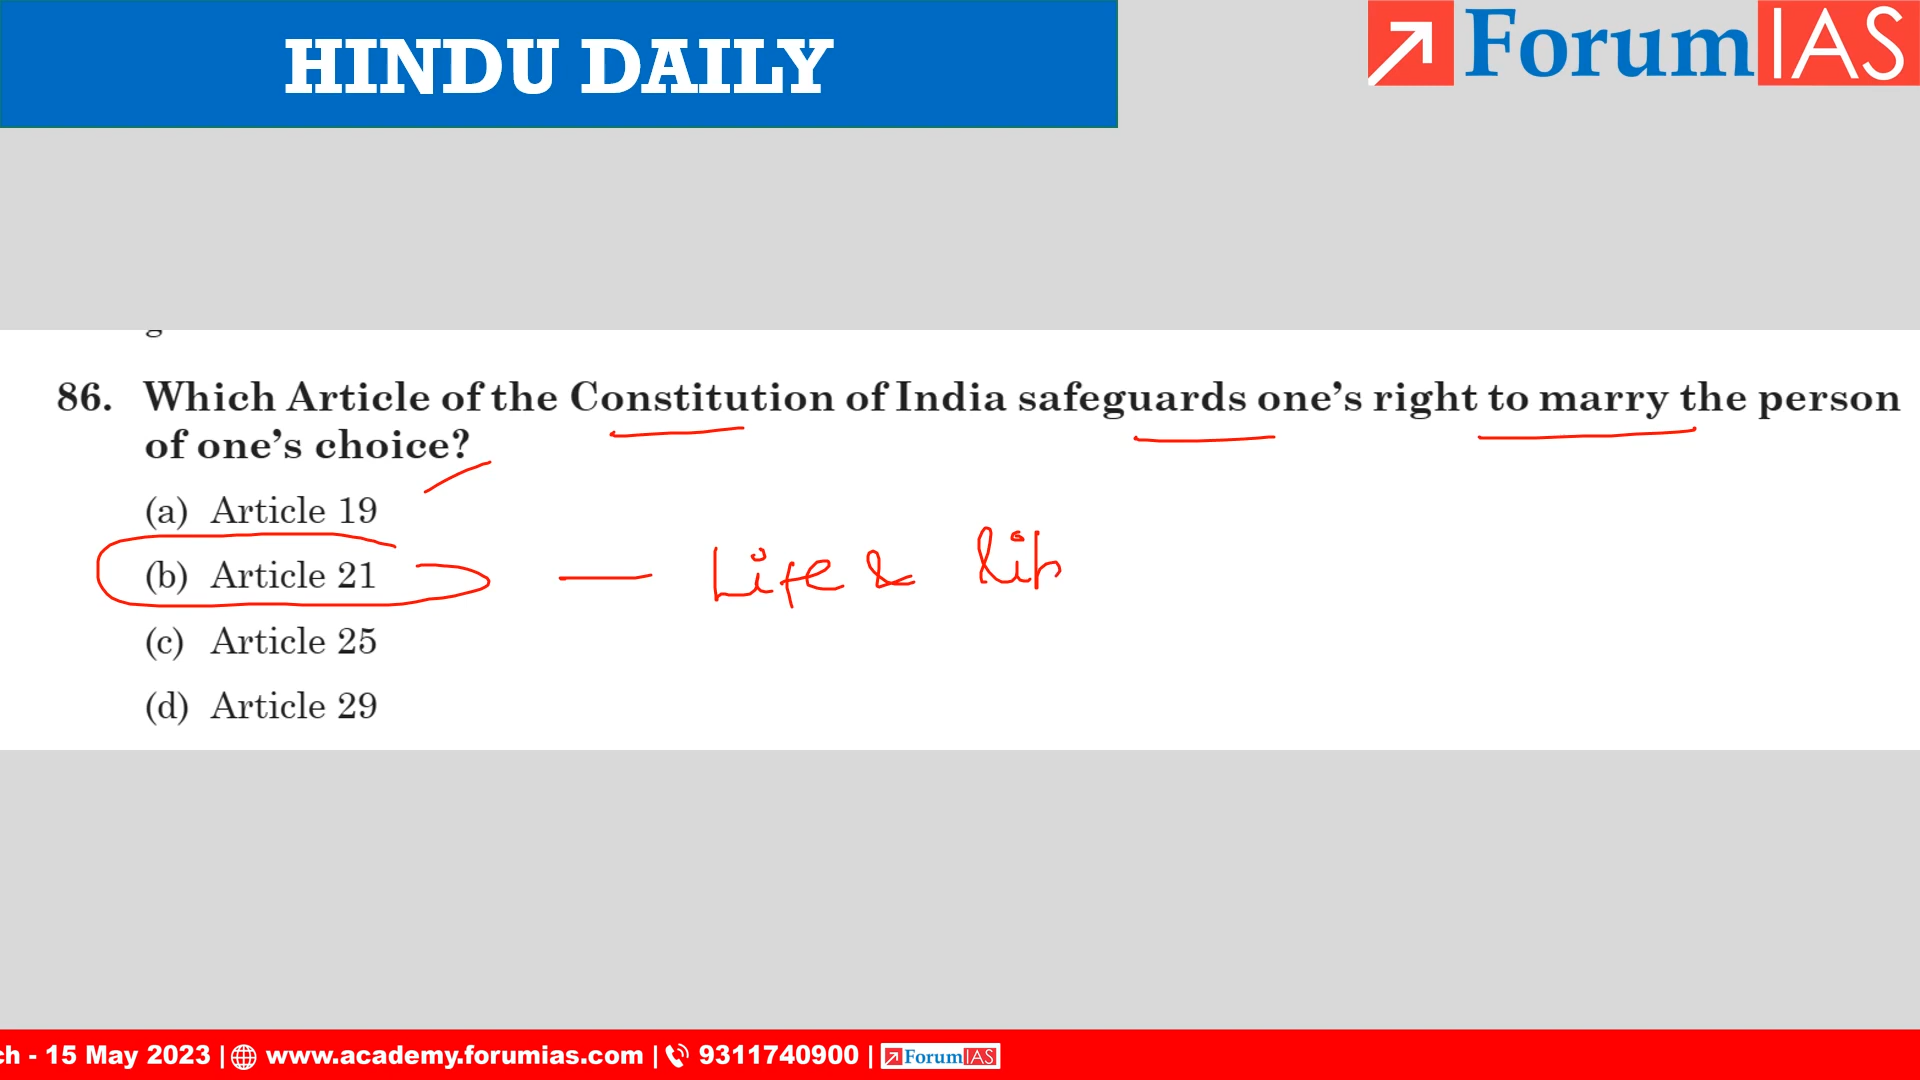 HINDU DAILY
ForumIAS
86. Which Article of the Constitution of India safeguards one's right to marry the person
of one's choice?
(a) Article 19
(b) Article 21 — Life & lib
(c) Article 25
(d) Article 29
ch - 15 May 2023 | www.academy.forumias.com | 9311740900 | ForumIAS